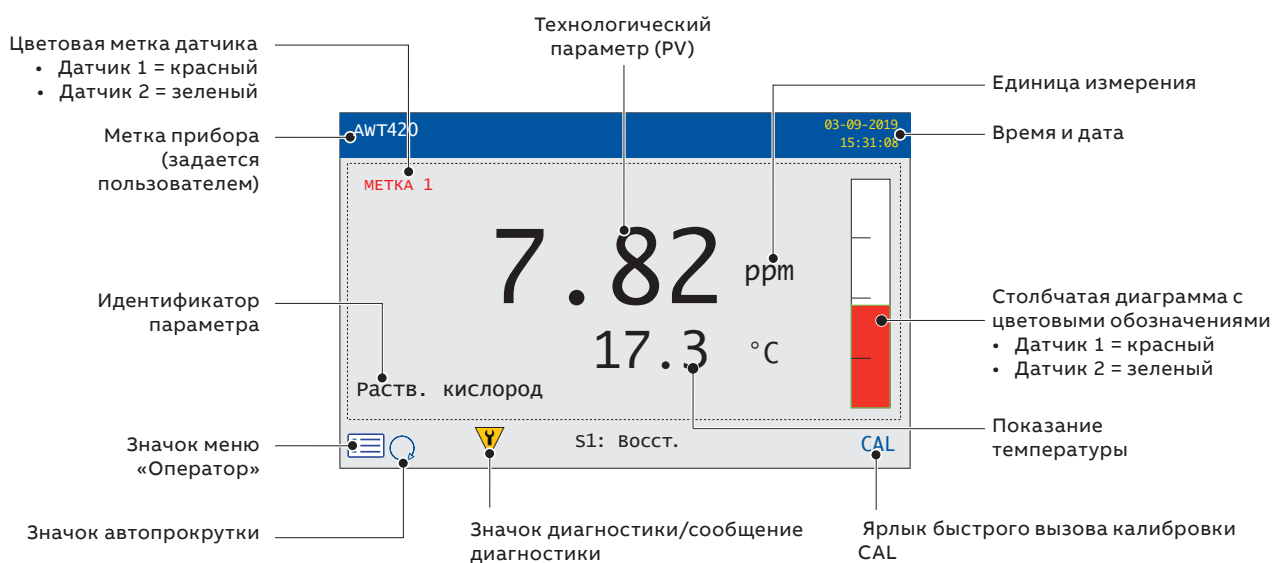 Технологический
параметр (PV)
Цветовая метка датчика
• Датчик 1 = красный
• Датчик 2 = зеленый
Единица измерения
Метка прибора
(задается
пользователем)
AWT420
03-09-2019
15:31:08
Время и дата
МЕТКА 1
7.82 ppm
Идентификатор
параметра
Столбчатая диаграмма с
цветовыми обозначениями
• Датчик 1 = красный
• Датчик 2 = зеленый
17.3 °C
Раств. кислород
Значок меню
«Оператор»
S1: Восст.
CAL
Показание
температуры
Значок автопрокрутки
Значок диагностики/сообщение
диагностики
Ярлык быстрого вызова калибровки
CAL